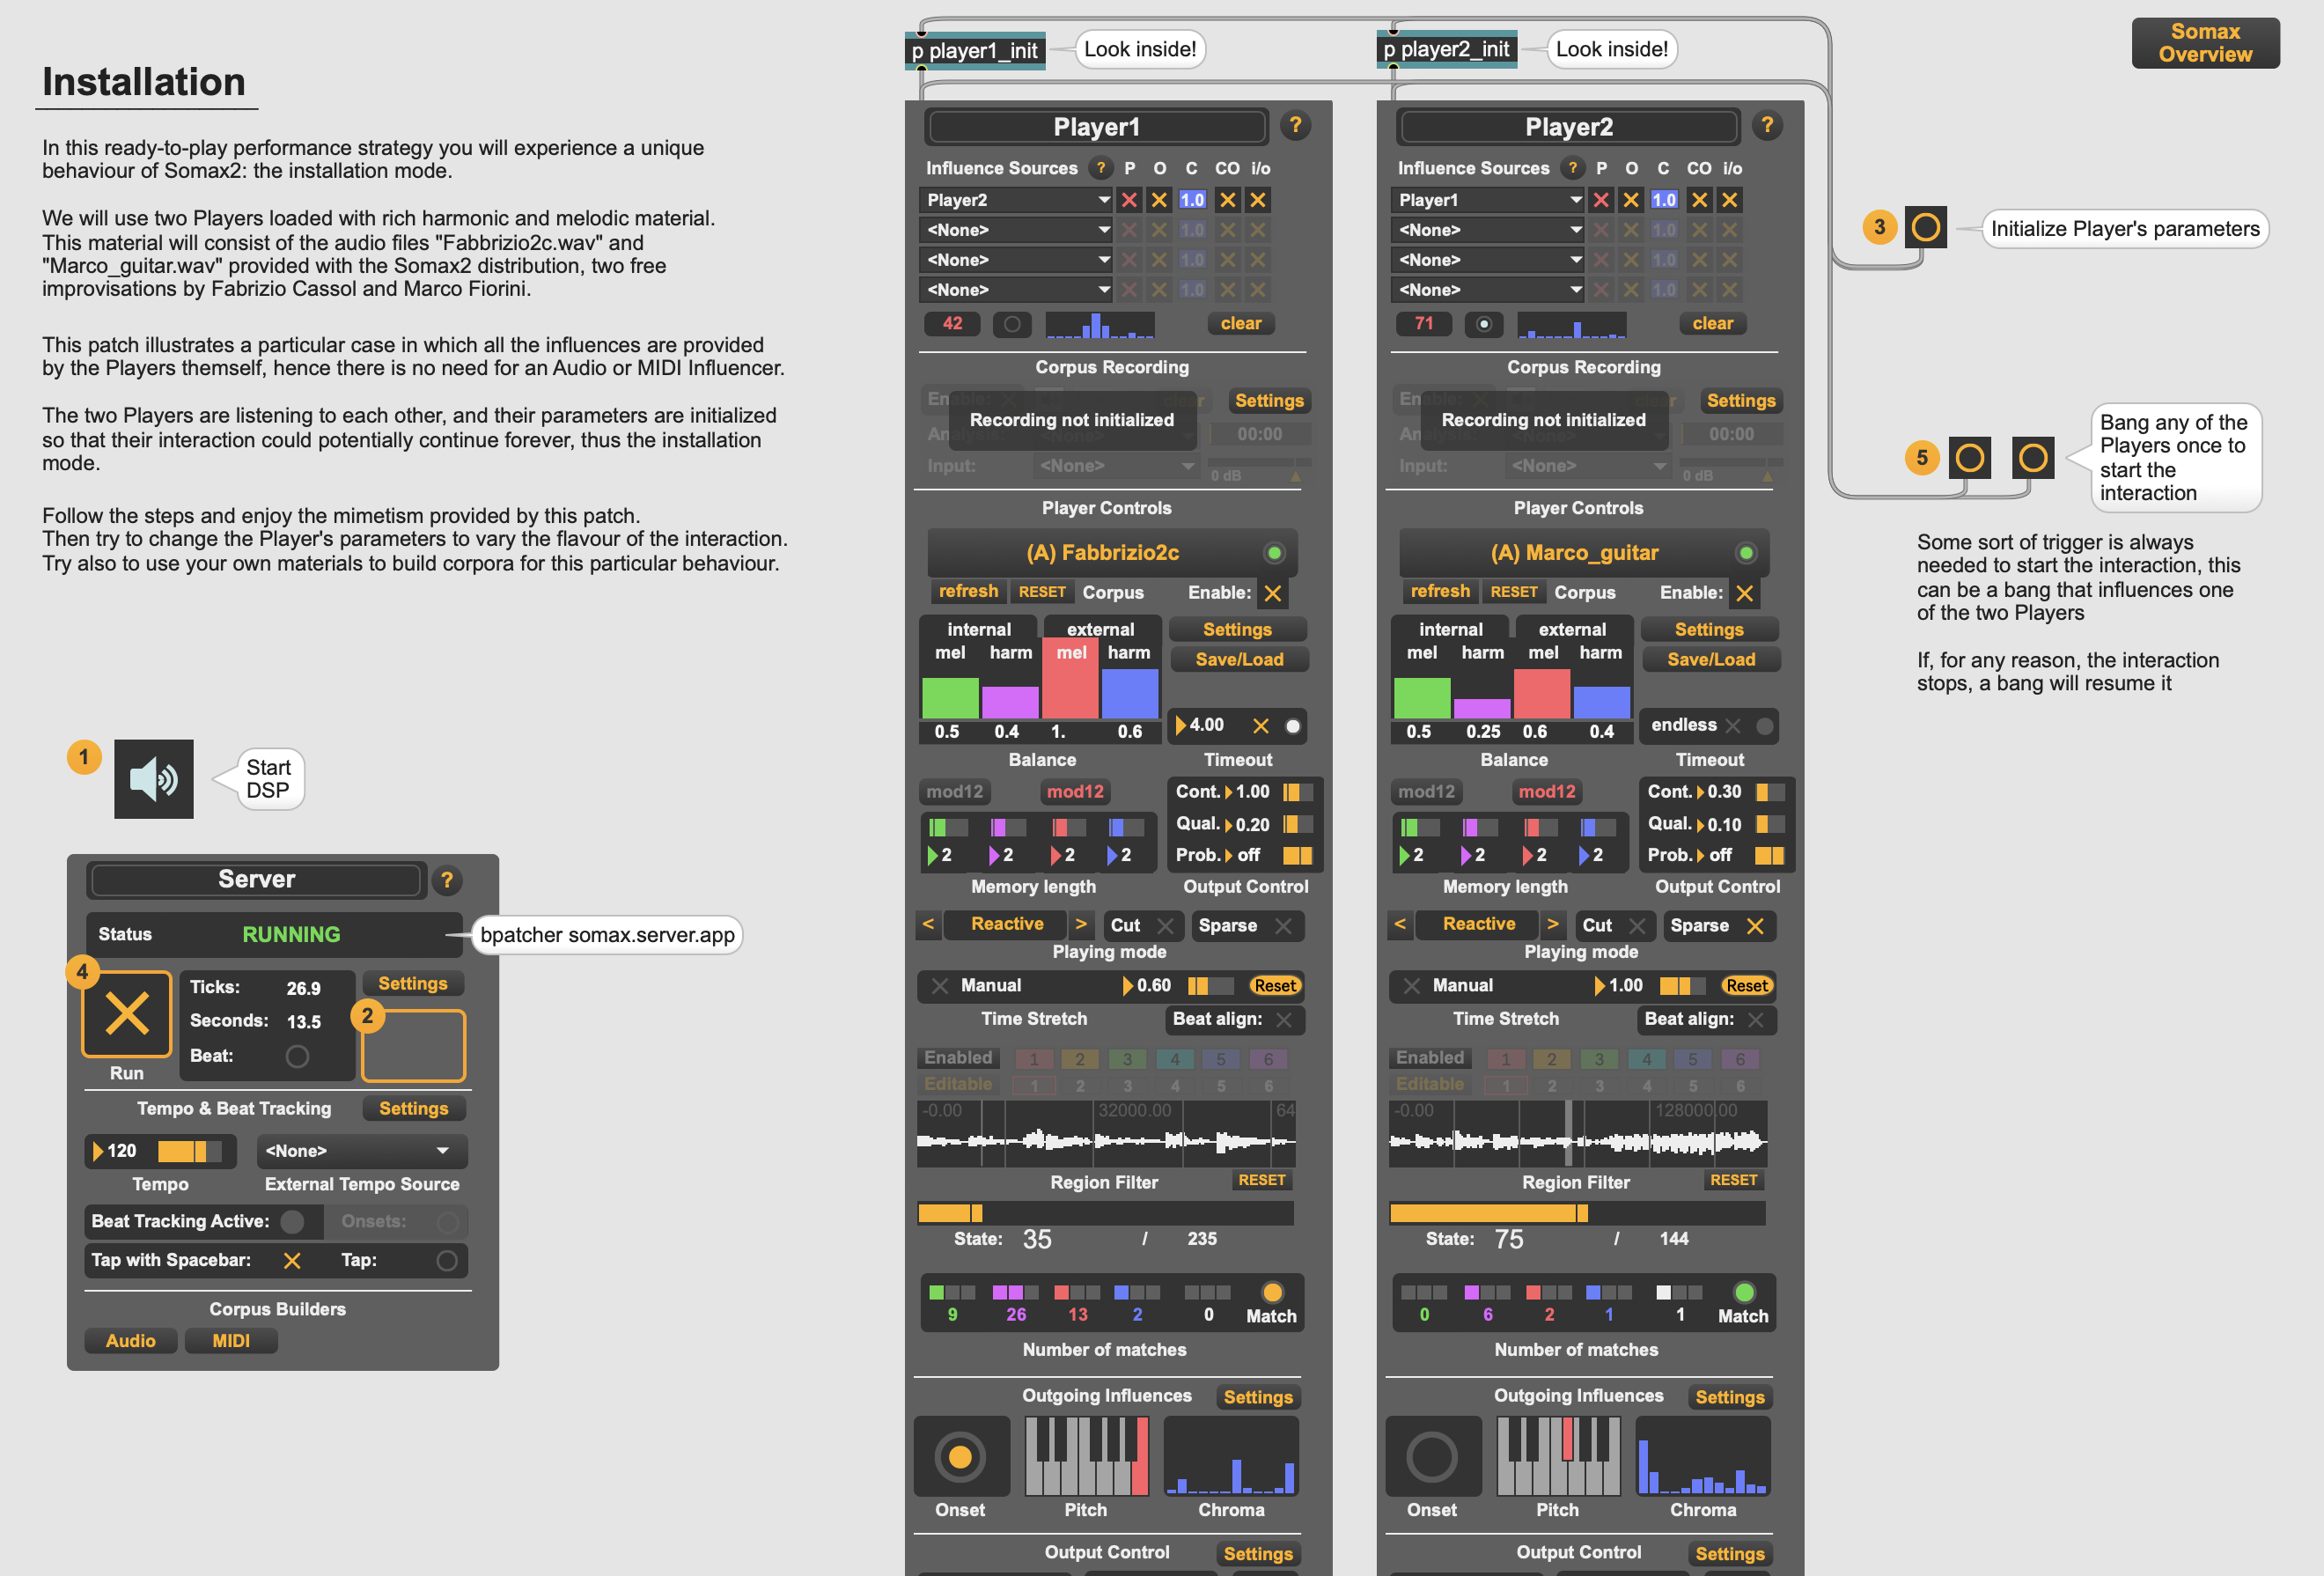 Installation
In this ready-to-play performance strategy you will experience a unique
behaviour of Somax2: the installation mode.
We will use two Players loaded with rich harmonic and melodic material.
This material will consist of the audio files "Fabbrizio2c.wav" and
"Marco_guitar.wav" provided with the Somax2 distribution, two free
improvisations by Fabrizio Cassol and Marco Fiorini.
This patch illustrates a particular case in which all the influences are provided
by the Players themself, hence there is no need for an Audio or MIDI Influencer.
The two Players are listening to each other, and their parameters are initialized
so that their interaction could potentially continue forever, thus the installation
mode.
Follow the steps and enjoy the mimetism provided by this patch.
Then try to change the Player's parameters to vary the flavour of the interaction.
Try also to use your own materials to build corpora for this particular behaviour.
1
Start
DSP
Server
?
Status RUNNING
bpatcher somax.server.app
4
Ticks: 26.9
Seconds: 13.5
Beat:
Settings
2
Run
Tempo & Beat Tracking
Settings
120
<None>
Tempo
External Tempo Source
Beat Tracking Active:
Onsets:
Tap with Spacebar:
Tap:
Corpus Builders
Audio
MIDI
p player1_init
Look inside!
Player1
?
Influence Sources ? P O C CO i/o
Player2 1.0
<None> 1.0
<None> 1.0
<None> 1.0
42
clear
Corpus Recording
Enable:
clear
Settings
Recording not initialized
<None>
00:00
Input: <None>
0 dB
Player Controls
(A) Fabbrizio2c
refresh RESET Corpus Enable:
internal external
mel harm mel harm
0.5 0.4 1. 0.6
Balance
Settings
Save/Load
4.00
Timeout
mod12 mod12
2 2 2 2
Memory length
Cont. 1.00
Qual. 0.20
Prob. off
Output Control
< Reactive > Cut Sparse
Playing mode
Manual 0.60 Reset
Time Stretch
Beat align:
Enabled 1 2 3 4 5 6
Editable 1 2 3 4 5 6
-0.00 32000.00 64
Region Filter
RESET
State: 35 / 235
9 26 13 2 0 Match
Number of matches
Outgoing Influences
Settings
Onset Pitch Chroma
Output Control
Settings
p player2_init
Look inside!
Player2
?
Influence Sources ? P O C CO i/o
Player1 1.0
<None> 1.0
<None> 1.0
<None> 1.0
71
clear
Corpus Recording
clear
Settings
Recording not initialized
<None>
00:00
Input: <None>
0 dB
Player Controls
(A) Marco_guitar
refresh RESET Corpus Enable:
internal external
mel harm mel harm
0.5 0.25 0.6 0.4
Balance
Settings
Save/Load
endless
Timeout
mod12 mod12
2 2 2 2
Memory length
Cont. 0.30
Qual. 0.10
Prob. off
Output Control
< Reactive > Cut Sparse
Playing mode
Manual 1.00 Reset
Time Stretch
Beat align:
Enabled 1 2 3 4 5 6
Editable 1 2 3 4 5 6
-0.00 128000.00
Region Filter
RESET
State: 75 / 144
0 6 2 1 1 Match
Number of matches
Outgoing Influences
Settings
Onset Pitch Chroma
Output Control
Settings
Somax
Overview
3
Initialize Player's parameters
5
Bang any of the
Players once to
start the
interaction
Some sort of trigger is always
needed to start the interaction, this
can be a bang that influences one
of the two Players
If, for any reason, the interaction
stops, a bang will resume it